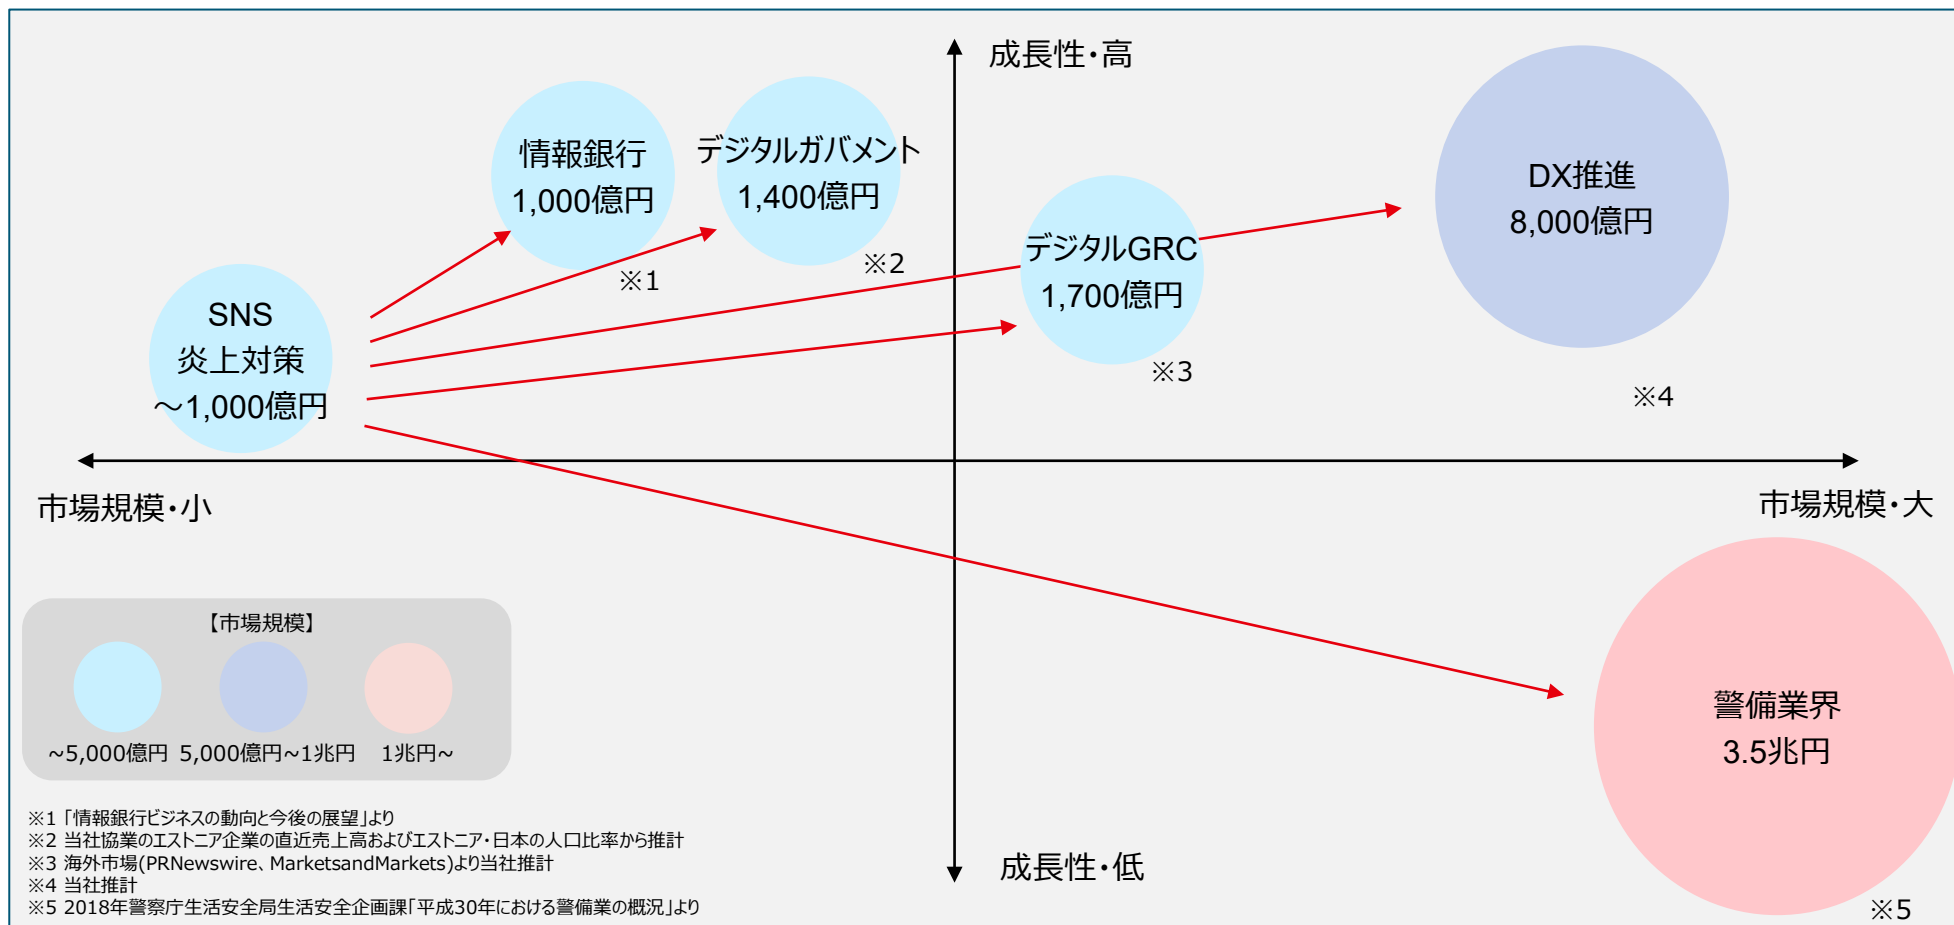 成長性・高
情報銀行
1,000億円
※1
デジタルガバメント
1,400億円
※2
デジタルGRC
1,700億円
※3
DX推進
8,000億円
※4
SNS
炎上対策
～1,000億円
市場規模・小
市場規模・大
【市場規模】
~5,000億円
5,000億円~1兆円
1兆円~
警備業界
3.5兆円
※5
成長性・低
※1 「情報銀行ビジネスの動向と今後の展望」より
※2 当社協業のエストニア企業の直近売上高およびエストニア・日本の人口比率から推計
※3 海外市場(PRNewswire、MarketsandMarkets)より当社推計
※4 当社推計
※5 2018年警察庁生活安全局生活安全企画課「平成30年における警備業の概況」より